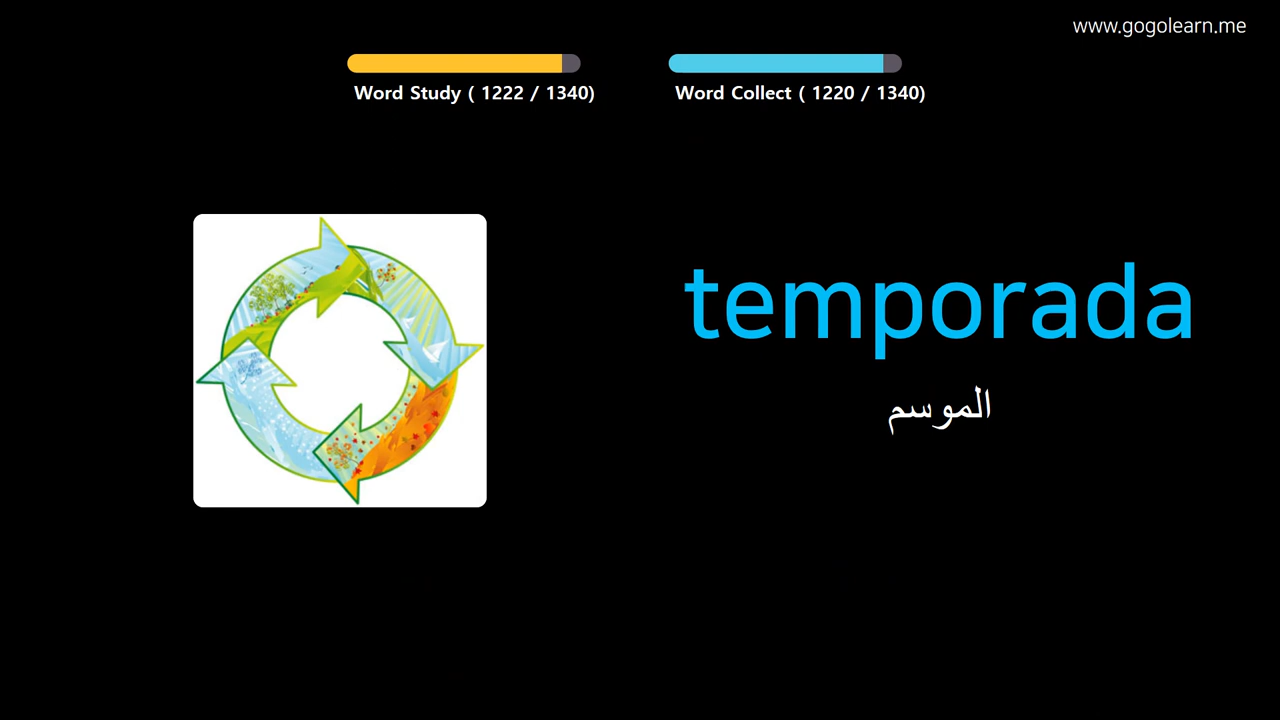 www.gogolearn.me
Word Study ( 1222 / 1340)
Word Collect ( 1220 / 1340)
temporada
الموسم